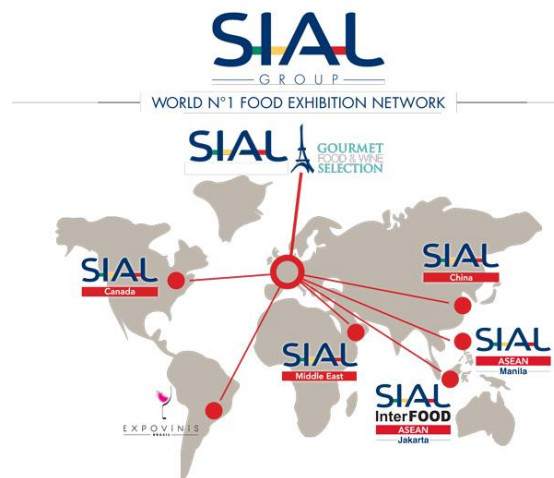 SIAL
GROUP
WORLD N°1 FOOD EXHIBITION NETWORK
SIAL
GOURMET
FOOD & WINE
SELECTION
SIAL
Canada
SIAL
China
SIAL
Middle East
SIAL
ASEAN
Manila
SIAL
InterFOOD
ASEAN
Jakarta
EXPOVINIS
BRASIL